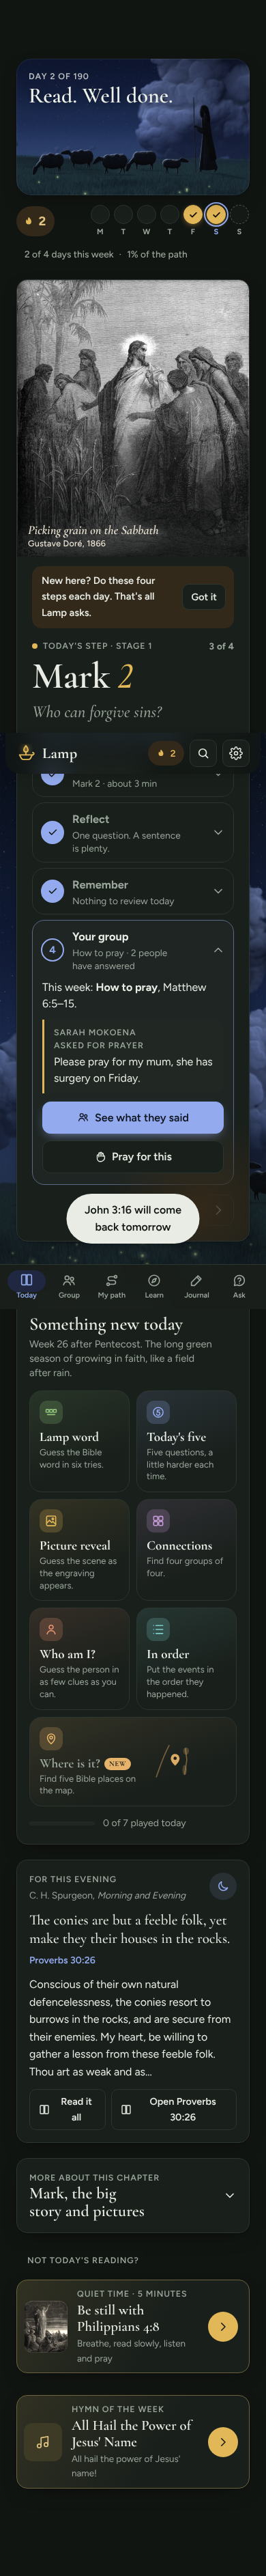 DAY 2 OF 190
Read. Well done.
2
M T W T F S S
2 of 4 days this week · 1% of the path
Picking grain on the Sabbath
Gustave Doré, 1866
New here? Do these four
steps each day. That's all
Lamp asks.
Got it
TODAY'S STEP · STAGE 1
3 of 4
Mark 2
Who can forgive sins?
Lamp
2
Mark 2 · about 3 min
Reflect
One question. A sentence
is plenty.
Remember
Nothing to review today
4
Your group
How to pray · 2 people
have answered
This week: How to pray, Matthew
6:5–15.
SARAH MOKOENA
ASKED FOR PRAYER
Please pray for my mum, she has
surgery on Friday.
See what they said
Pray for this
John 3:16 will come
back tomorrow
Today
Group
My path
Learn
Journal
Ask
Something new today
Week 26 after Pentecost. The long green
season of growing in faith, like a field
after rain.
Lamp word
Guess the Bible
word in six tries.
5
Today's five
Five questions, a
little harder each
time.
Picture reveal
Guess the scene as
the engraving
appears.
Connections
Find four groups of
four.
Who am I?
Guess the person in
as few clues as you
can.
In order
Put the events in
the order they
happened.
Where is it? NEW
Find five Bible places on
the map.
0 of 7 played today
FOR THIS EVENING
C. H. Spurgeon, Morning and Evening
The conies are but a feeble folk, yet
make they their houses in the rocks.
Proverbs 30:26
Conscious of their own natural
defencelessness, the conies resort to
burrows in the rocks, and are secure from
their enemies. My heart, be willing to
gather a lesson from these feeble folk.
Thou art as weak and as…
Read it
all
Open Proverbs
30:26
MORE ABOUT THIS CHAPTER
Mark, the big
story and pictures
NOT TODAY'S READING?
QUIET TIME · 5 MINUTES
Be still with
Philippians 4:8
Breathe, read slowly, listen
and pray
HYMN OF THE WEEK
All Hail the Power of
Jesus' Name
All hail the power of Jesus'
name!